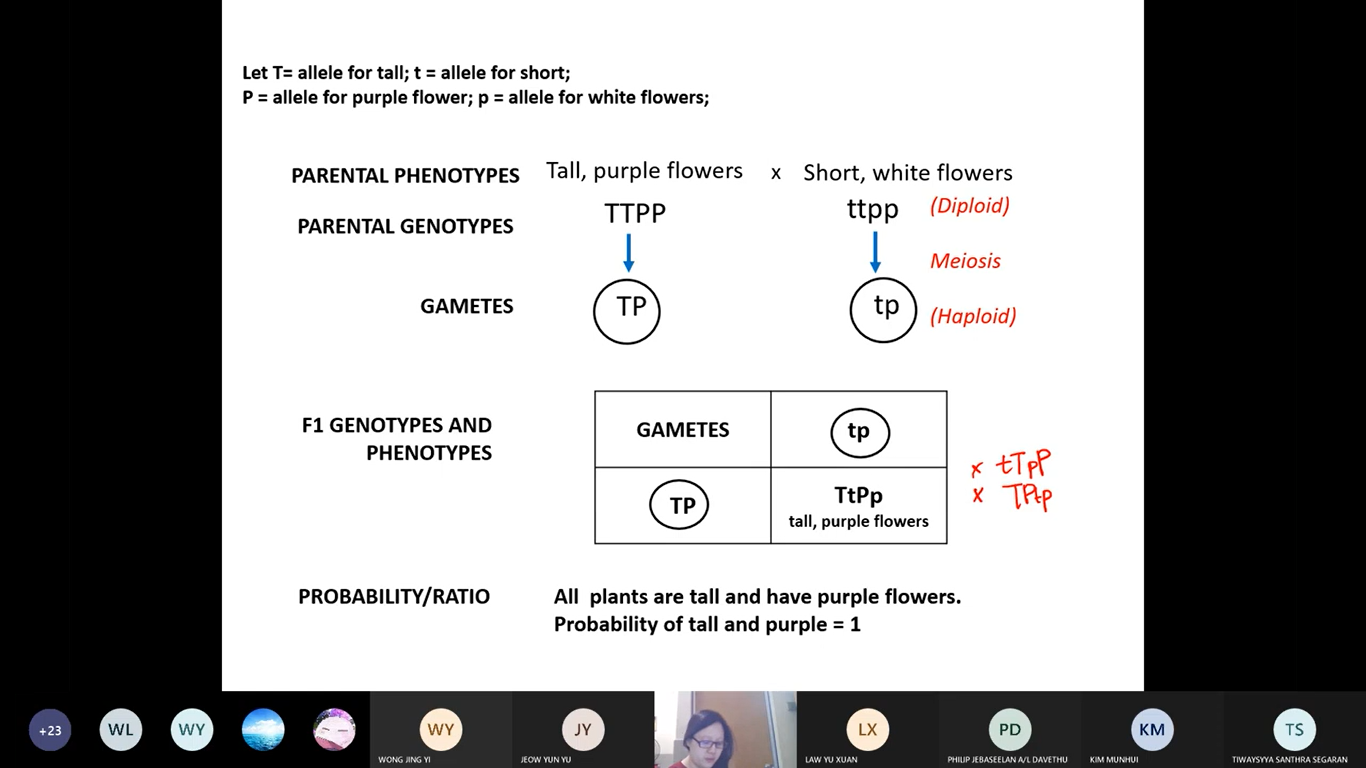 Let T= allele for tall; t = allele for short;
P = allele for purple flower; p = allele for white flowers;
PARENTAL PHENOTYPES Tall, purple flowers x Short, white flowers
PARENTAL GENOTYPES TTPP ttpp (Diploid)
Meiosis
GAMETES TP tp (Haploid)
F1 GENOTYPES AND
PHENOTYPES
GAMETES tp
TP TtPp
tall, purple flowers
x tTpP
x TPtp
PROBABILITY/RATIO All plants are tall and have purple flowers.
Probability of tall and purple = 1
+23 WL WY WY JY LX PD KM TS
WONG JING YI JEOW YUN YU LAW YU XUAN PHILIP JEBASEELAN A/L DAVETHU KIM MUNHUI TIWAYSYYA SANTHRA SEGARAN